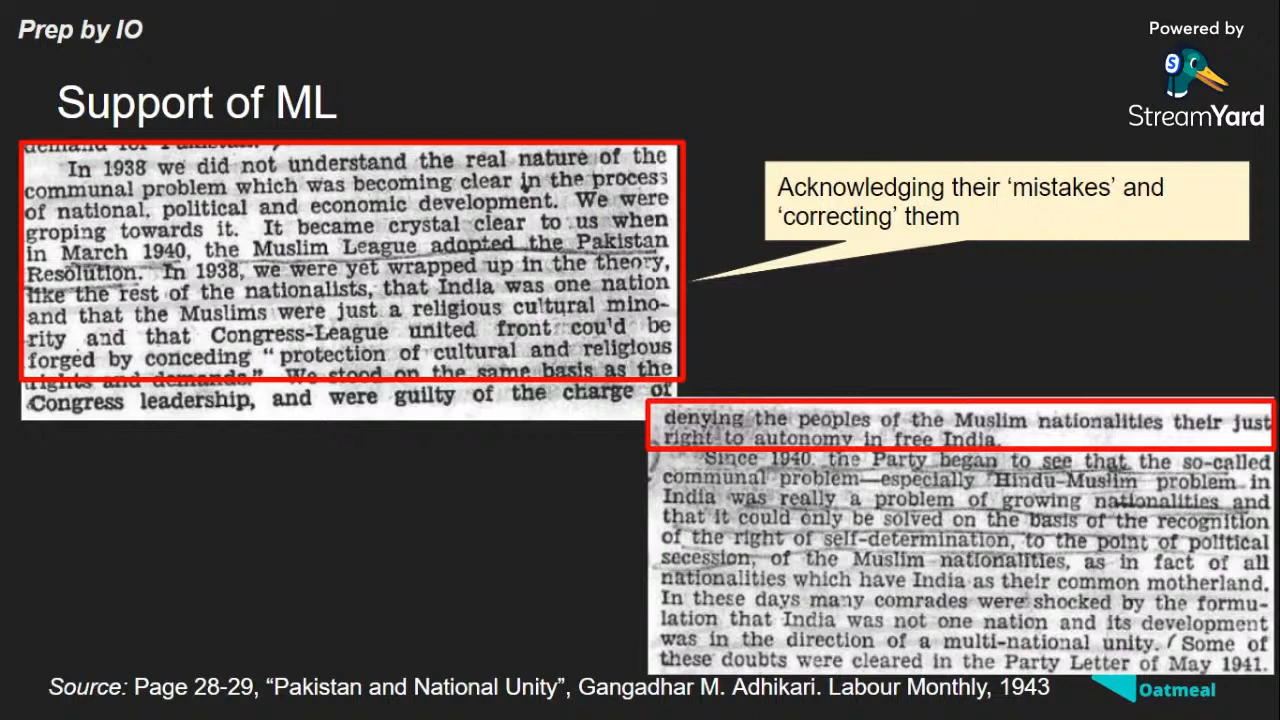 Prep by IO
Powered by
StreamYard
Support of ML
demand for Pakistan.
In 1938 we did not understand the real nature of the
communal problem which was becoming clear in the process
of national, political and economic development. We were
groping towards it. It became crystal clear to us when
in March 1940, the Muslim League adopted the Pakistan
Resolution. In 1938, we were yet wrapped up in the theory,
like the rest of the nationalists, that India was one nation
and that the Muslims were just a religious cultural mino-
rity and that Congress-League united front cou'd be
forged by conceding "protection of cultural and religious
rights and demands." We stood on the same basis as the
Congress leadership, and were guilty of the charge of
Acknowledging their ‘mistakes’ and
‘correcting’ them
denying the peoples of the Muslim nationalities their just
right to autonomy in free India.
Since 1940, the Party began to see that the so-called
communal problem—especially Hindu-Muslim problem in
India was really a problem of growing nationalities and
that it could only be solved on the basis of the recognition
of the right of self-determination, to the point of political
secession, of the Muslim nationalities, as in fact of all
nationalities which have India as their common motherland.
In these days many comrades were shocked by the formu-
lation that India was not one nation and its development
was in the direction of a multi-national unity. (Some of
these doubts were cleared in the Party Letter of May 1941.
Source: Page 28-29, “Pakistan and National Unity”, Gangadhar M. Adhikari. Labour Monthly, 1943
Oatmeal